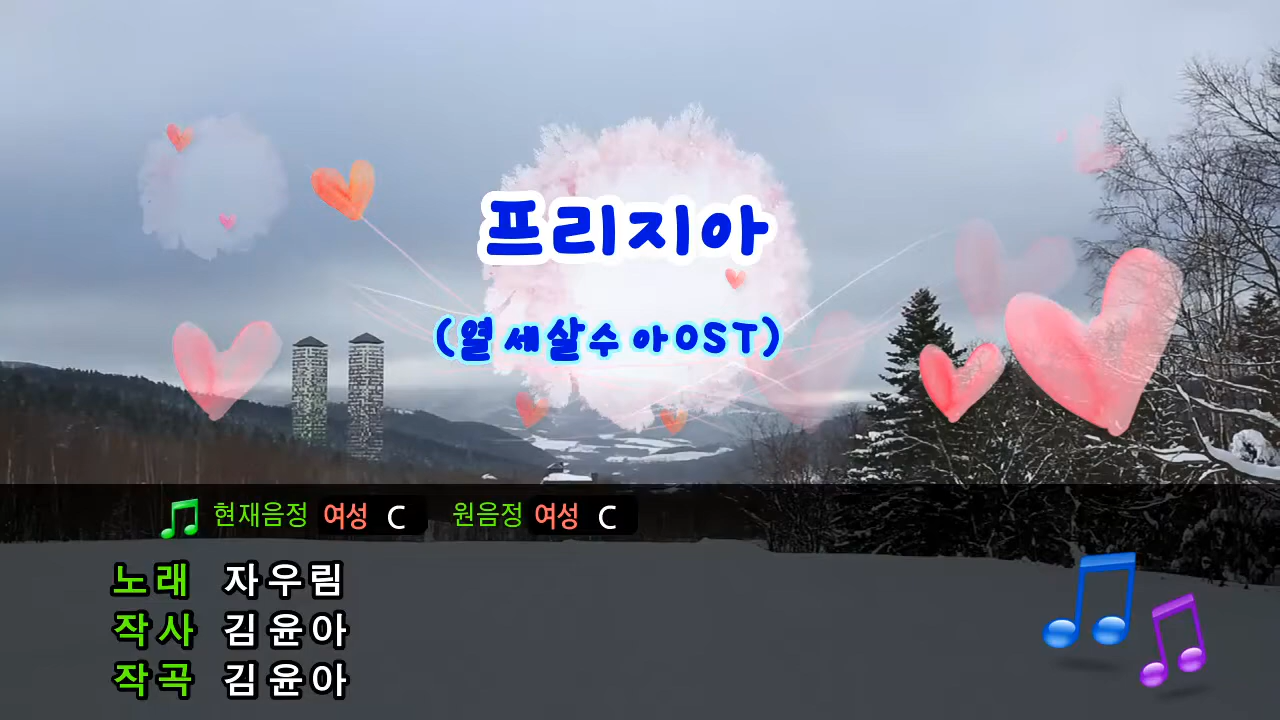 프리지아
(열세살수아OST)
현재음정 여성 C 원음정 여성 C
노래 자우림
작사 김윤아
작곡 김윤아